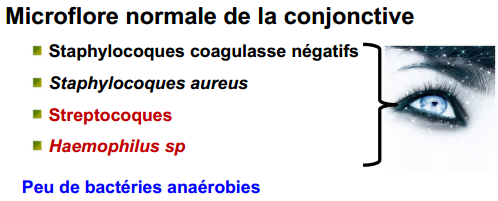 Microflore normale de la conjonctive
Staphylocoques coagulasse négatifs
Staphylocoques aureus
Streptocoques
Haemophilus sp
Peu de bactéries anaérobies